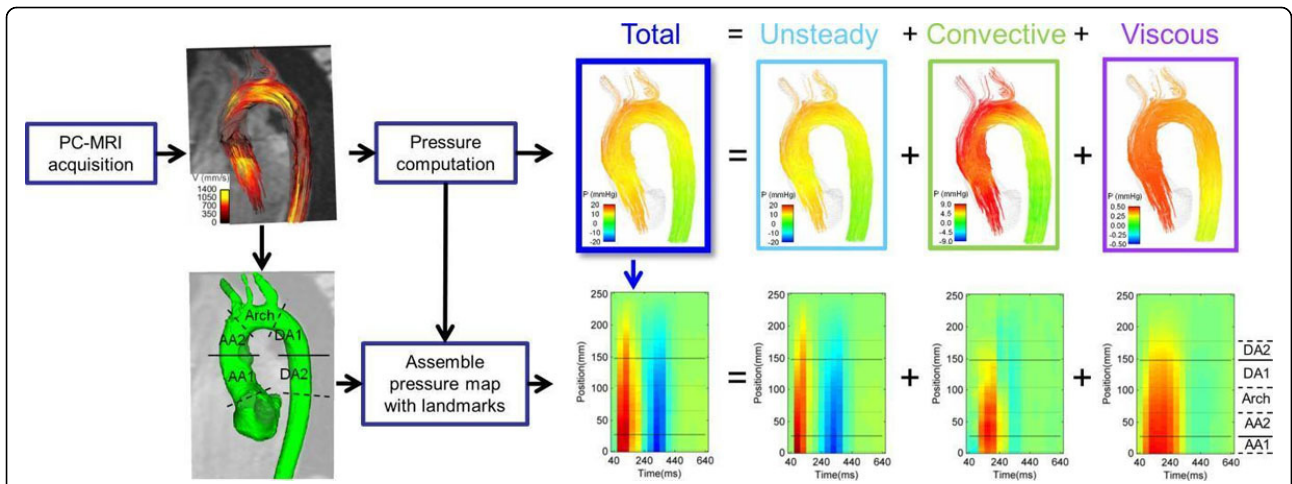 Total = Unsteady + Convective + Viscous
PC-MRI
acquisition
V (mm/s)
1400
1050
700
350
0
Pressure
computation
P (mmHg)
20
10
0
-10
-20
=
P (mmHg)
20
10
0
-10
-20
+
P (mmHg)
9.0
4.5
0.0
-4.5
-9.0
+
P (mmHg)
0.50
0.25
0.00
-0.25
-0.50
Arch
AA2
DA1
AA1
DA2
Assemble
pressure map
with landmarks
Position(mm)
250
200
150
100
50
0
40 240 440 640
Time(ms)
=
Position(mm)
250
200
150
100
50
0
40 240 440 640
Time(ms)
+
Position(mm)
250
200
150
100
50
0
40 240 440 640
Time(ms)
+
Position(mm)
250
200
150
100
50
0
40 240 440 640
Time(ms)
DA2
DA1
Arch
AA2
AA1